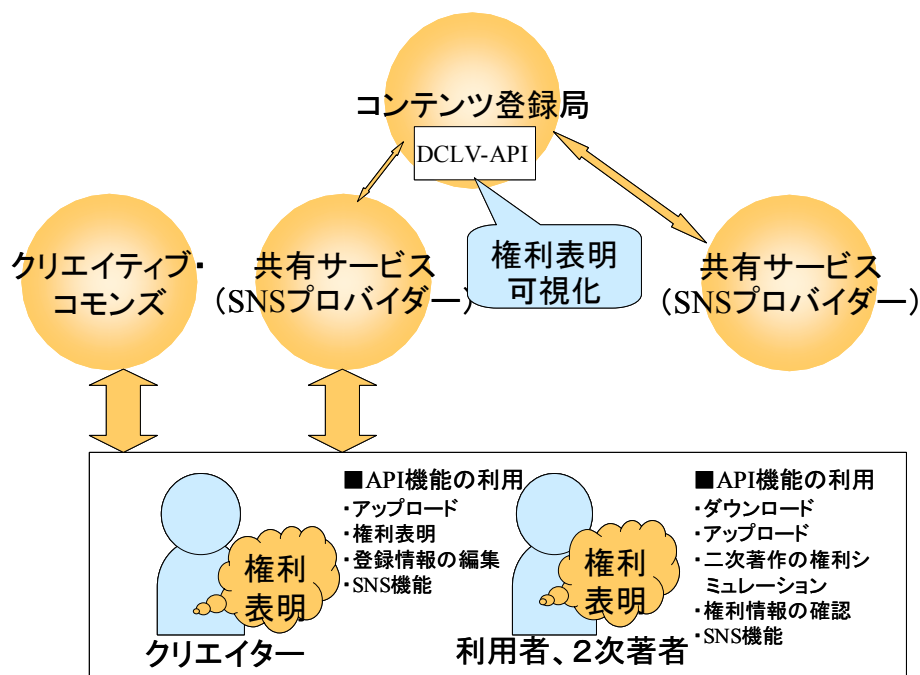 コンテンツ登録局
DCLV-API
権利表明
可視化
クリエイティブ・
コモンズ
共有サービス
（SNSプロバイダー）
共有サービス
（SNSプロバイダー）
■API機能の利用
・アップロード
・権利表明
・登録情報の編集
・SNS機能
権利
表明
クリエイター
■API機能の利用
・ダウンロード
・アップロード
・二次著作の権利シ
ミュレーション
・権利情報の確認
・SNS機能
権利
表明
利用者、２次著者